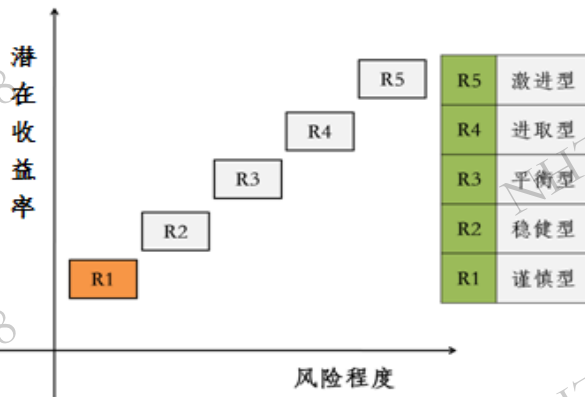 潜在收益率
R5
R4
R3
R2
R1
风险程度
R5 激进型
R4 进取型
R3 平衡型
R2 稳健型
R1 谨慎型